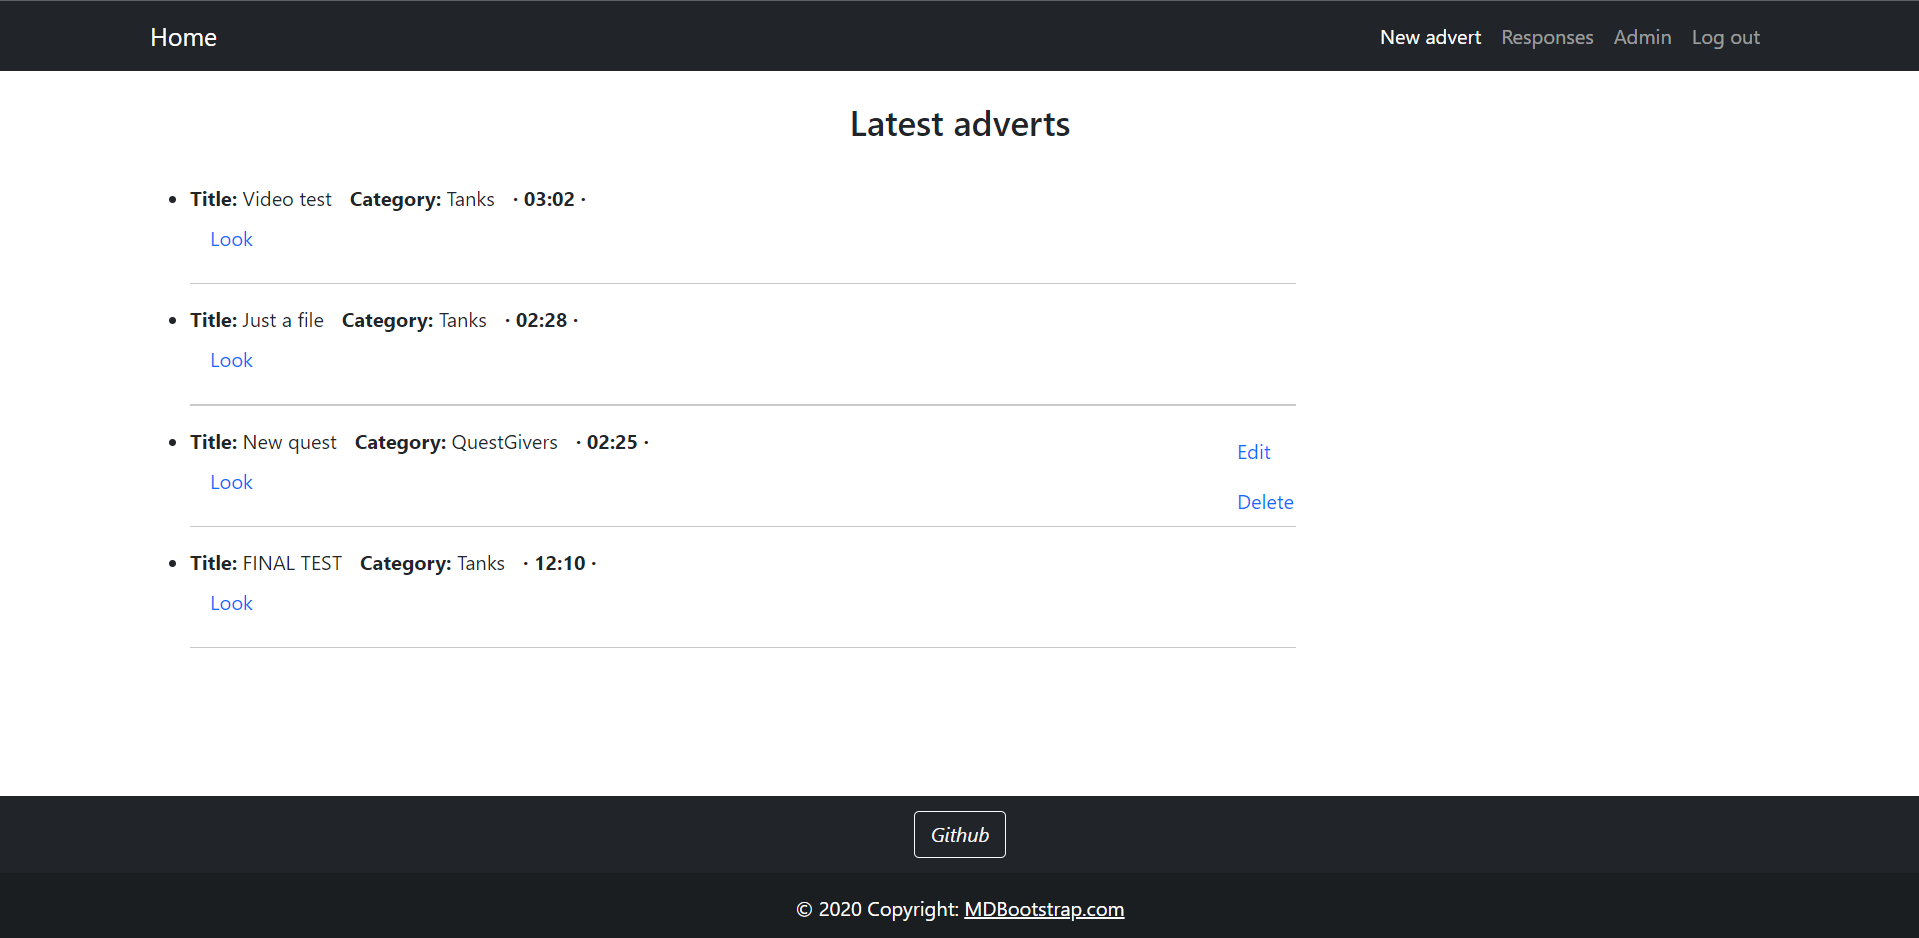 Home New advert Responses Admin Log out
Latest adverts
• Title: Video test Category: Tanks · 03:02 ·
Look
• Title: Just a file Category: Tanks · 02:28 ·
Look
• Title: New quest Category: QuestGivers · 02:25 ·
Edit
Look
Delete
• Title: FINAL TEST Category: Tanks · 12:10 ·
Look
Github
© 2020 Copyright: MDBootstrap.com